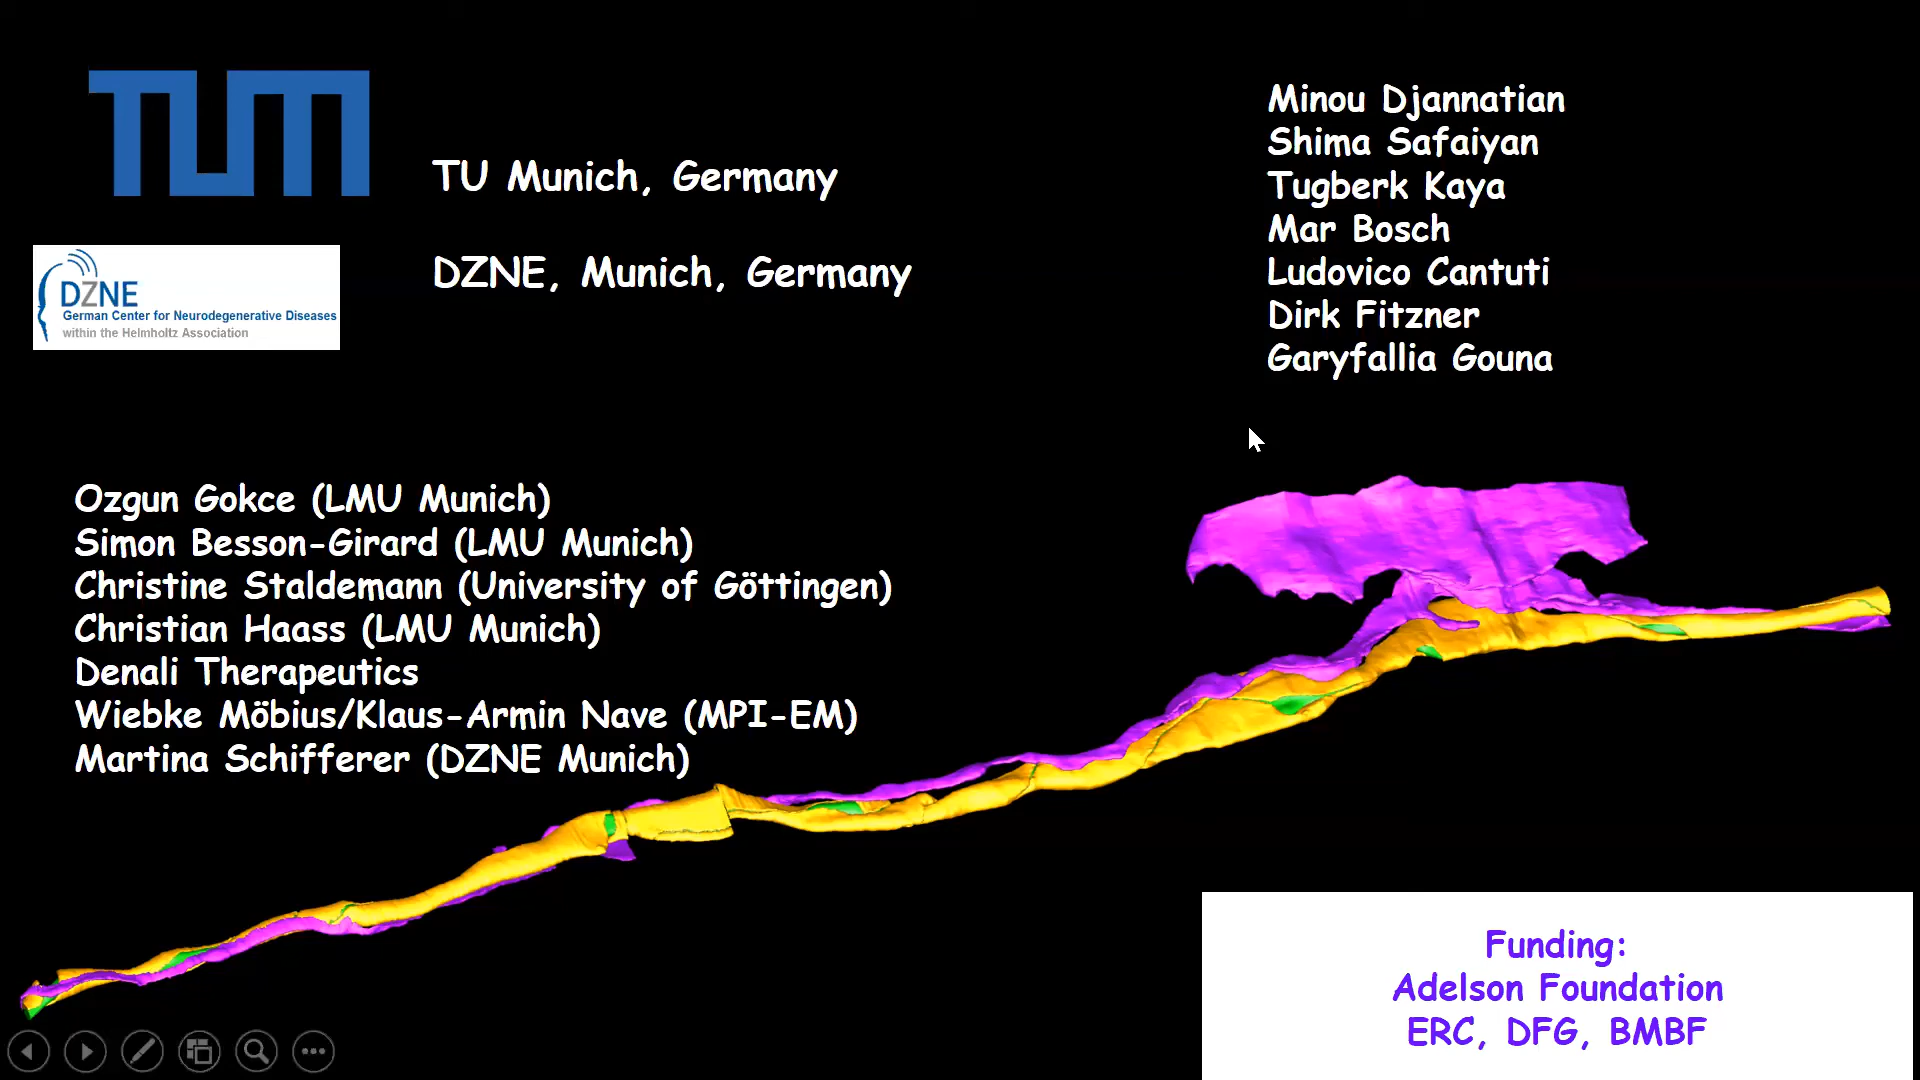 TUM
TU Munich, Germany
DZNE
German Center for Neurodegenerative Diseases
within the Helmholtz Association
DZNE, Munich, Germany
Minou Djannatian
Shima Safaiyan
Tugberk Kaya
Mar Bosch
Ludovico Cantuti
Dirk Fitzner
Garyfallia Gouna
Ozgun Gokce (LMU Munich)
Simon Besson-Girard (LMU Munich)
Christine Staldemann (University of Göttingen)
Christian Haass (LMU Munich)
Denali Therapeutics
Wiebke Möbius/Klaus-Armin Nave (MPI-EM)
Martina Schifferer (DZNE Munich)
Funding:
Adelson Foundation
ERC, DFG, BMBF